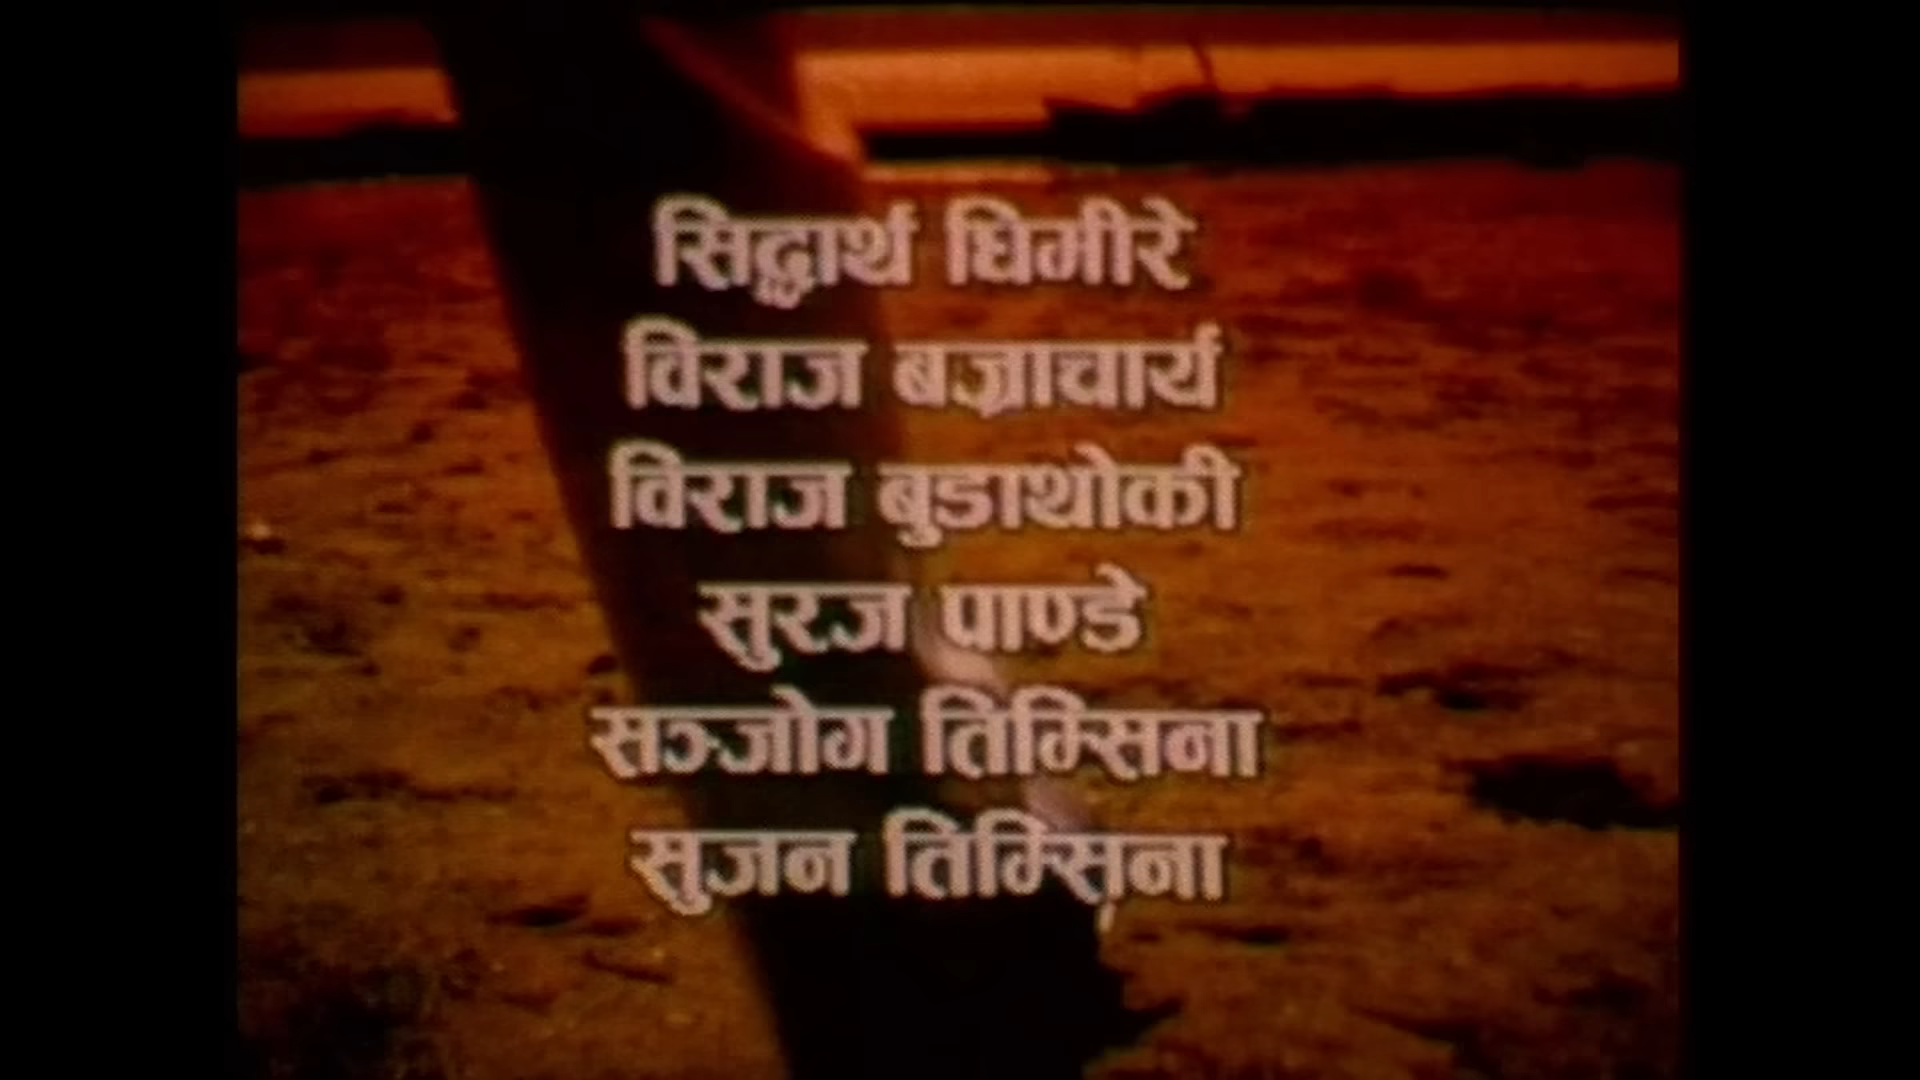 सिद्धार्थ घिमीरे
विराज बज्राचार्य
विराज बुडाथोकी
सुरज पाण्डे
सञ्जोग तिम्सिना
सुजन तिम्सिना